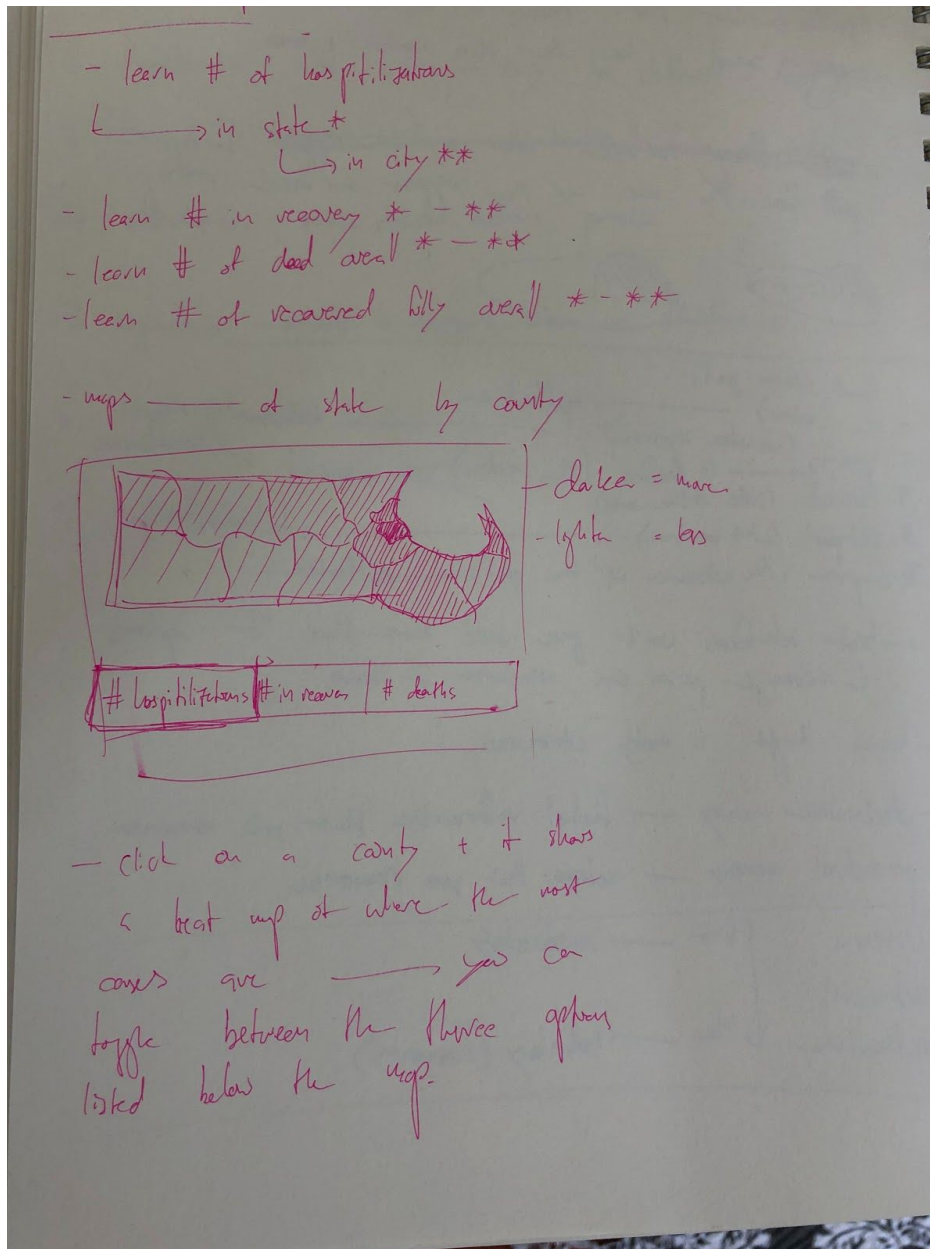 - learn # of hospitilizations
→ in state *
→ in city **
- learn # in recovery * - **
- learn # of dead overall * - **
- learn # of recovered fully overall * - **
- maps — of state by county
- darker = more
- lighter = less
# hospitilizations # in recovery # deaths
- click on a county + it shows
a heat map of where the most
cases are → you can
toggle between the three options
listed below the map.